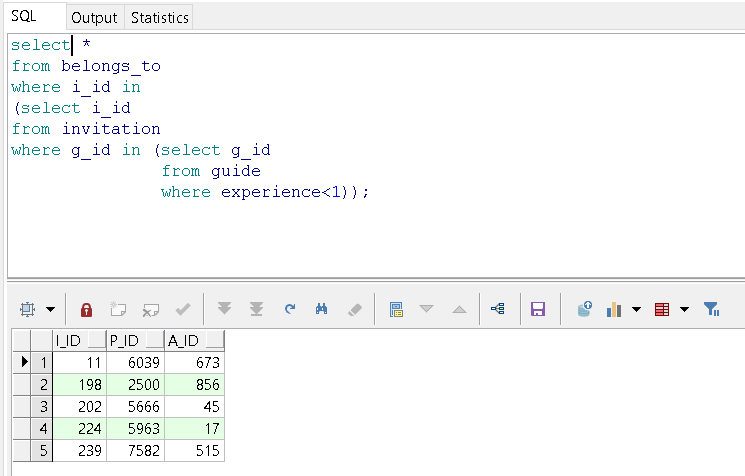 SQL Output Statistics
select *
from belongs_to
where i_id in
(select i_id
from invitation
where g_id in (select g_id
from guide
where experience<1));
I_ID P_ID A_ID
1 11 6039 673
2 198 2500 856
3 202 5666 45
4 224 5963 17
5 239 7582 515